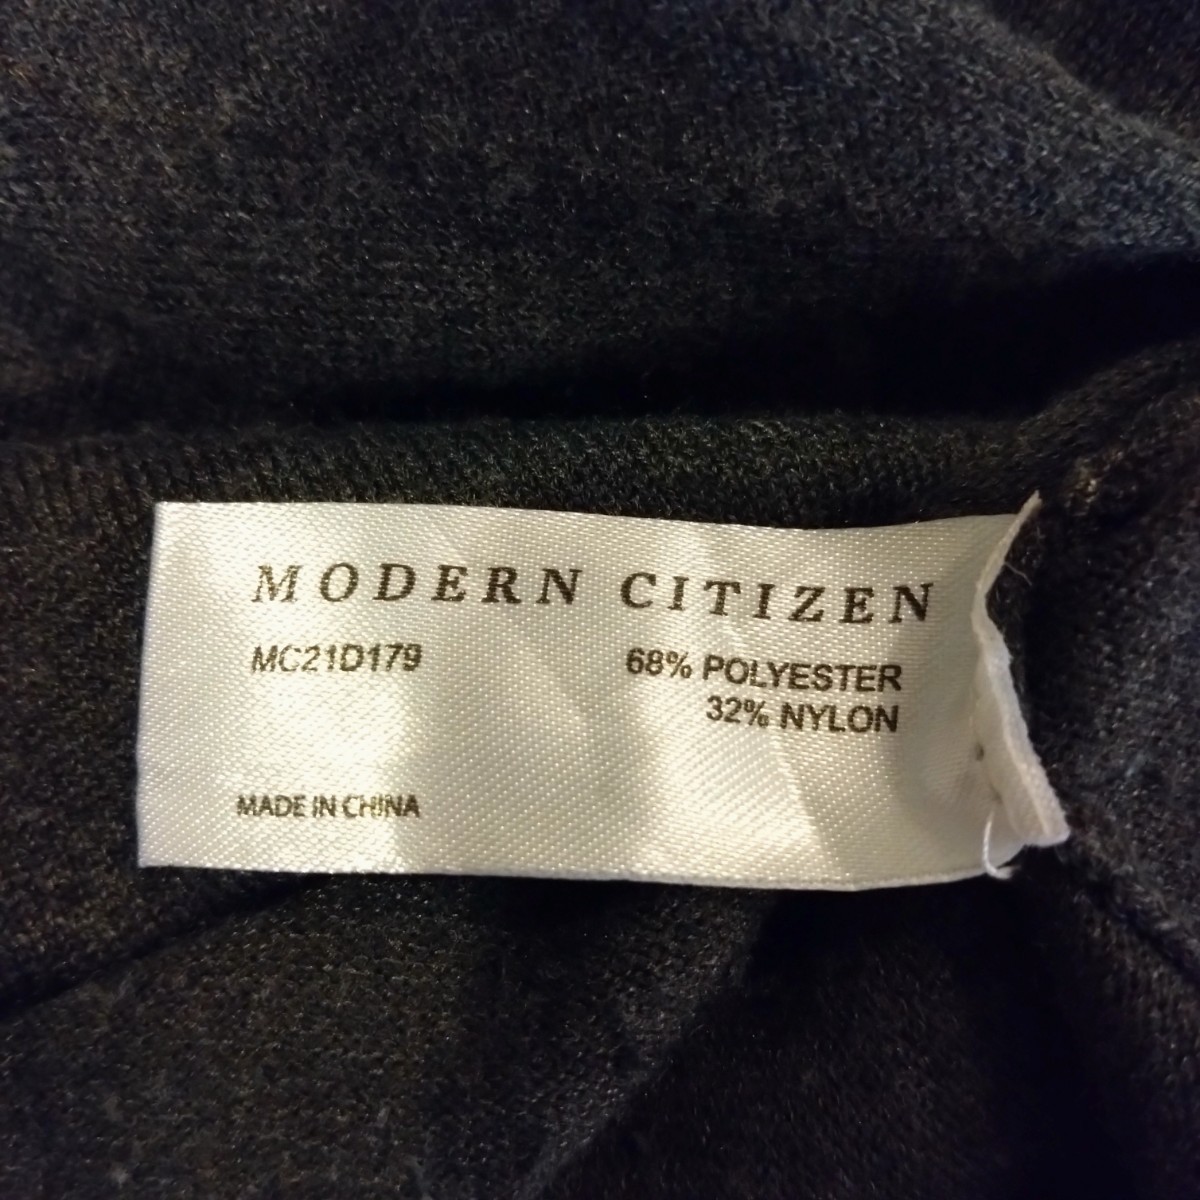 MODERN CITIZEN
MC21D179
68% POLYESTER
32% NYLON
MADE IN CHINA